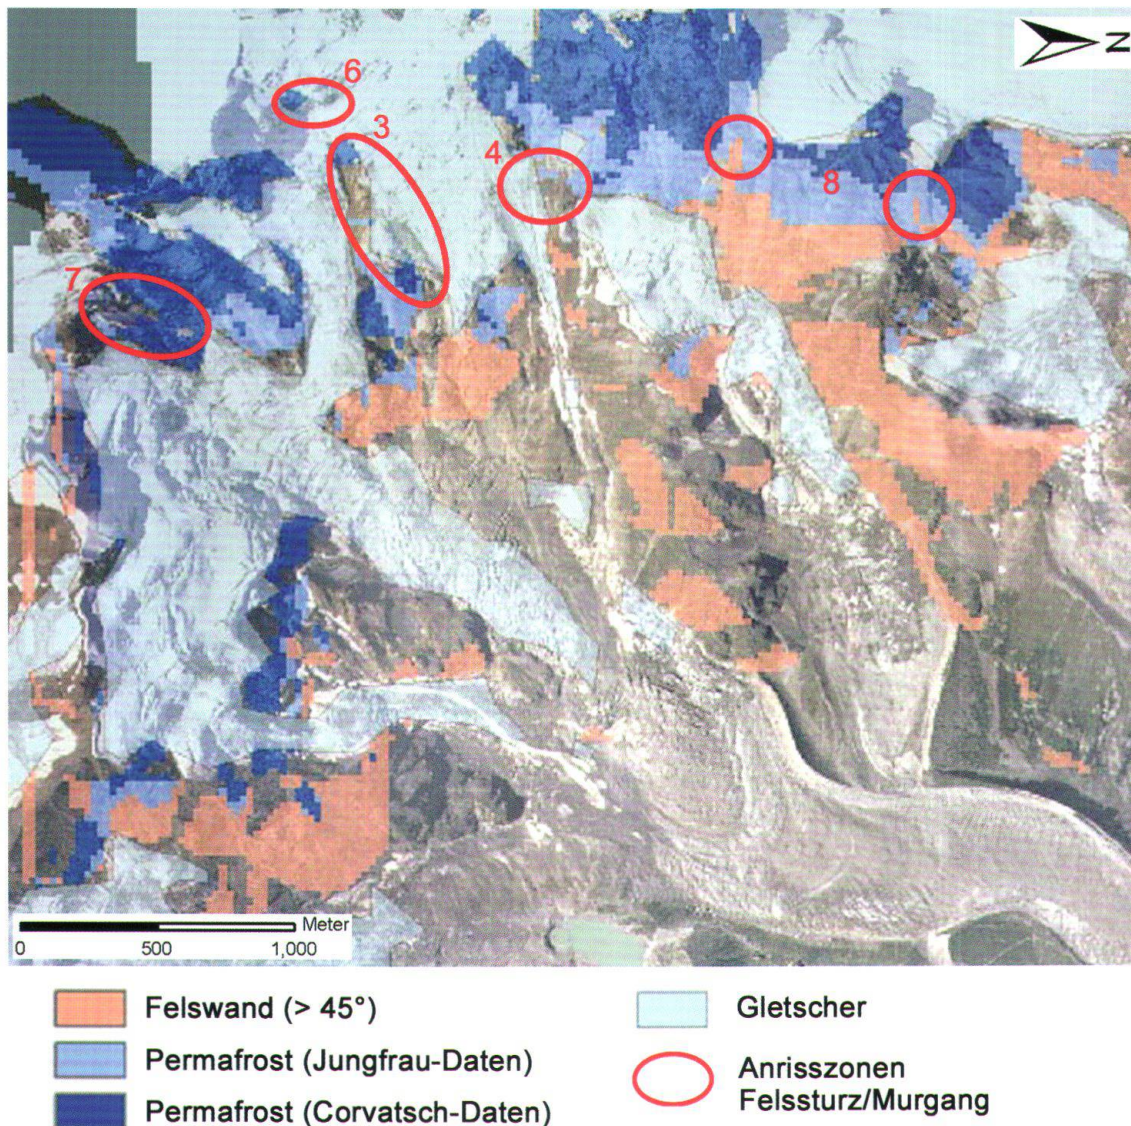 N
6
3
4
8
7
Meter
0 500 1,000
Felswand (> 45°)
Permafrost (Jungfrau-Daten)
Permafrost (Corvatsch-Daten)
Gletscher
Anrisszonen
Felssturz/Murgang